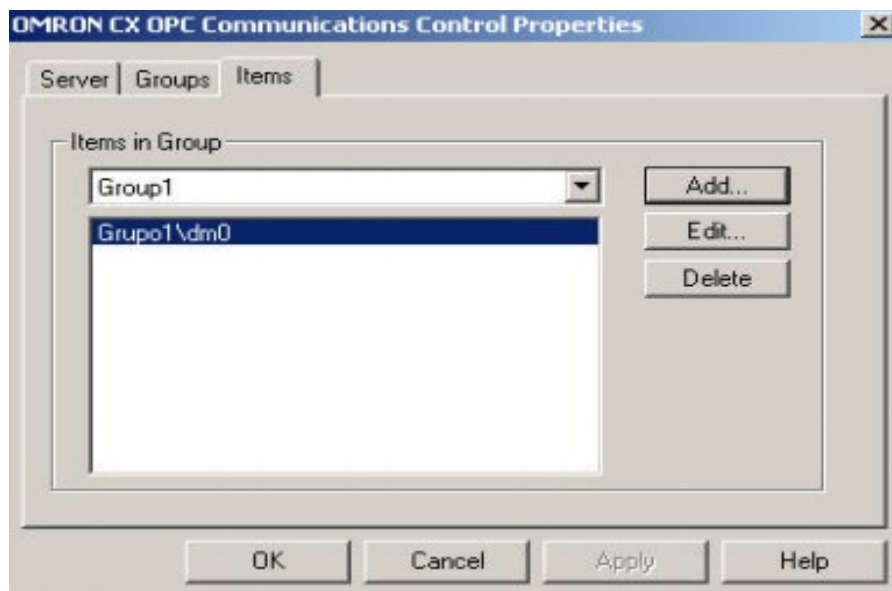 OMRON CX OPC Communications Control Properties
Server Groups Items
Items in Group
Group1
Add...
Grupo1\dm0
Edit...
Delete
OK Cancel Apply Help